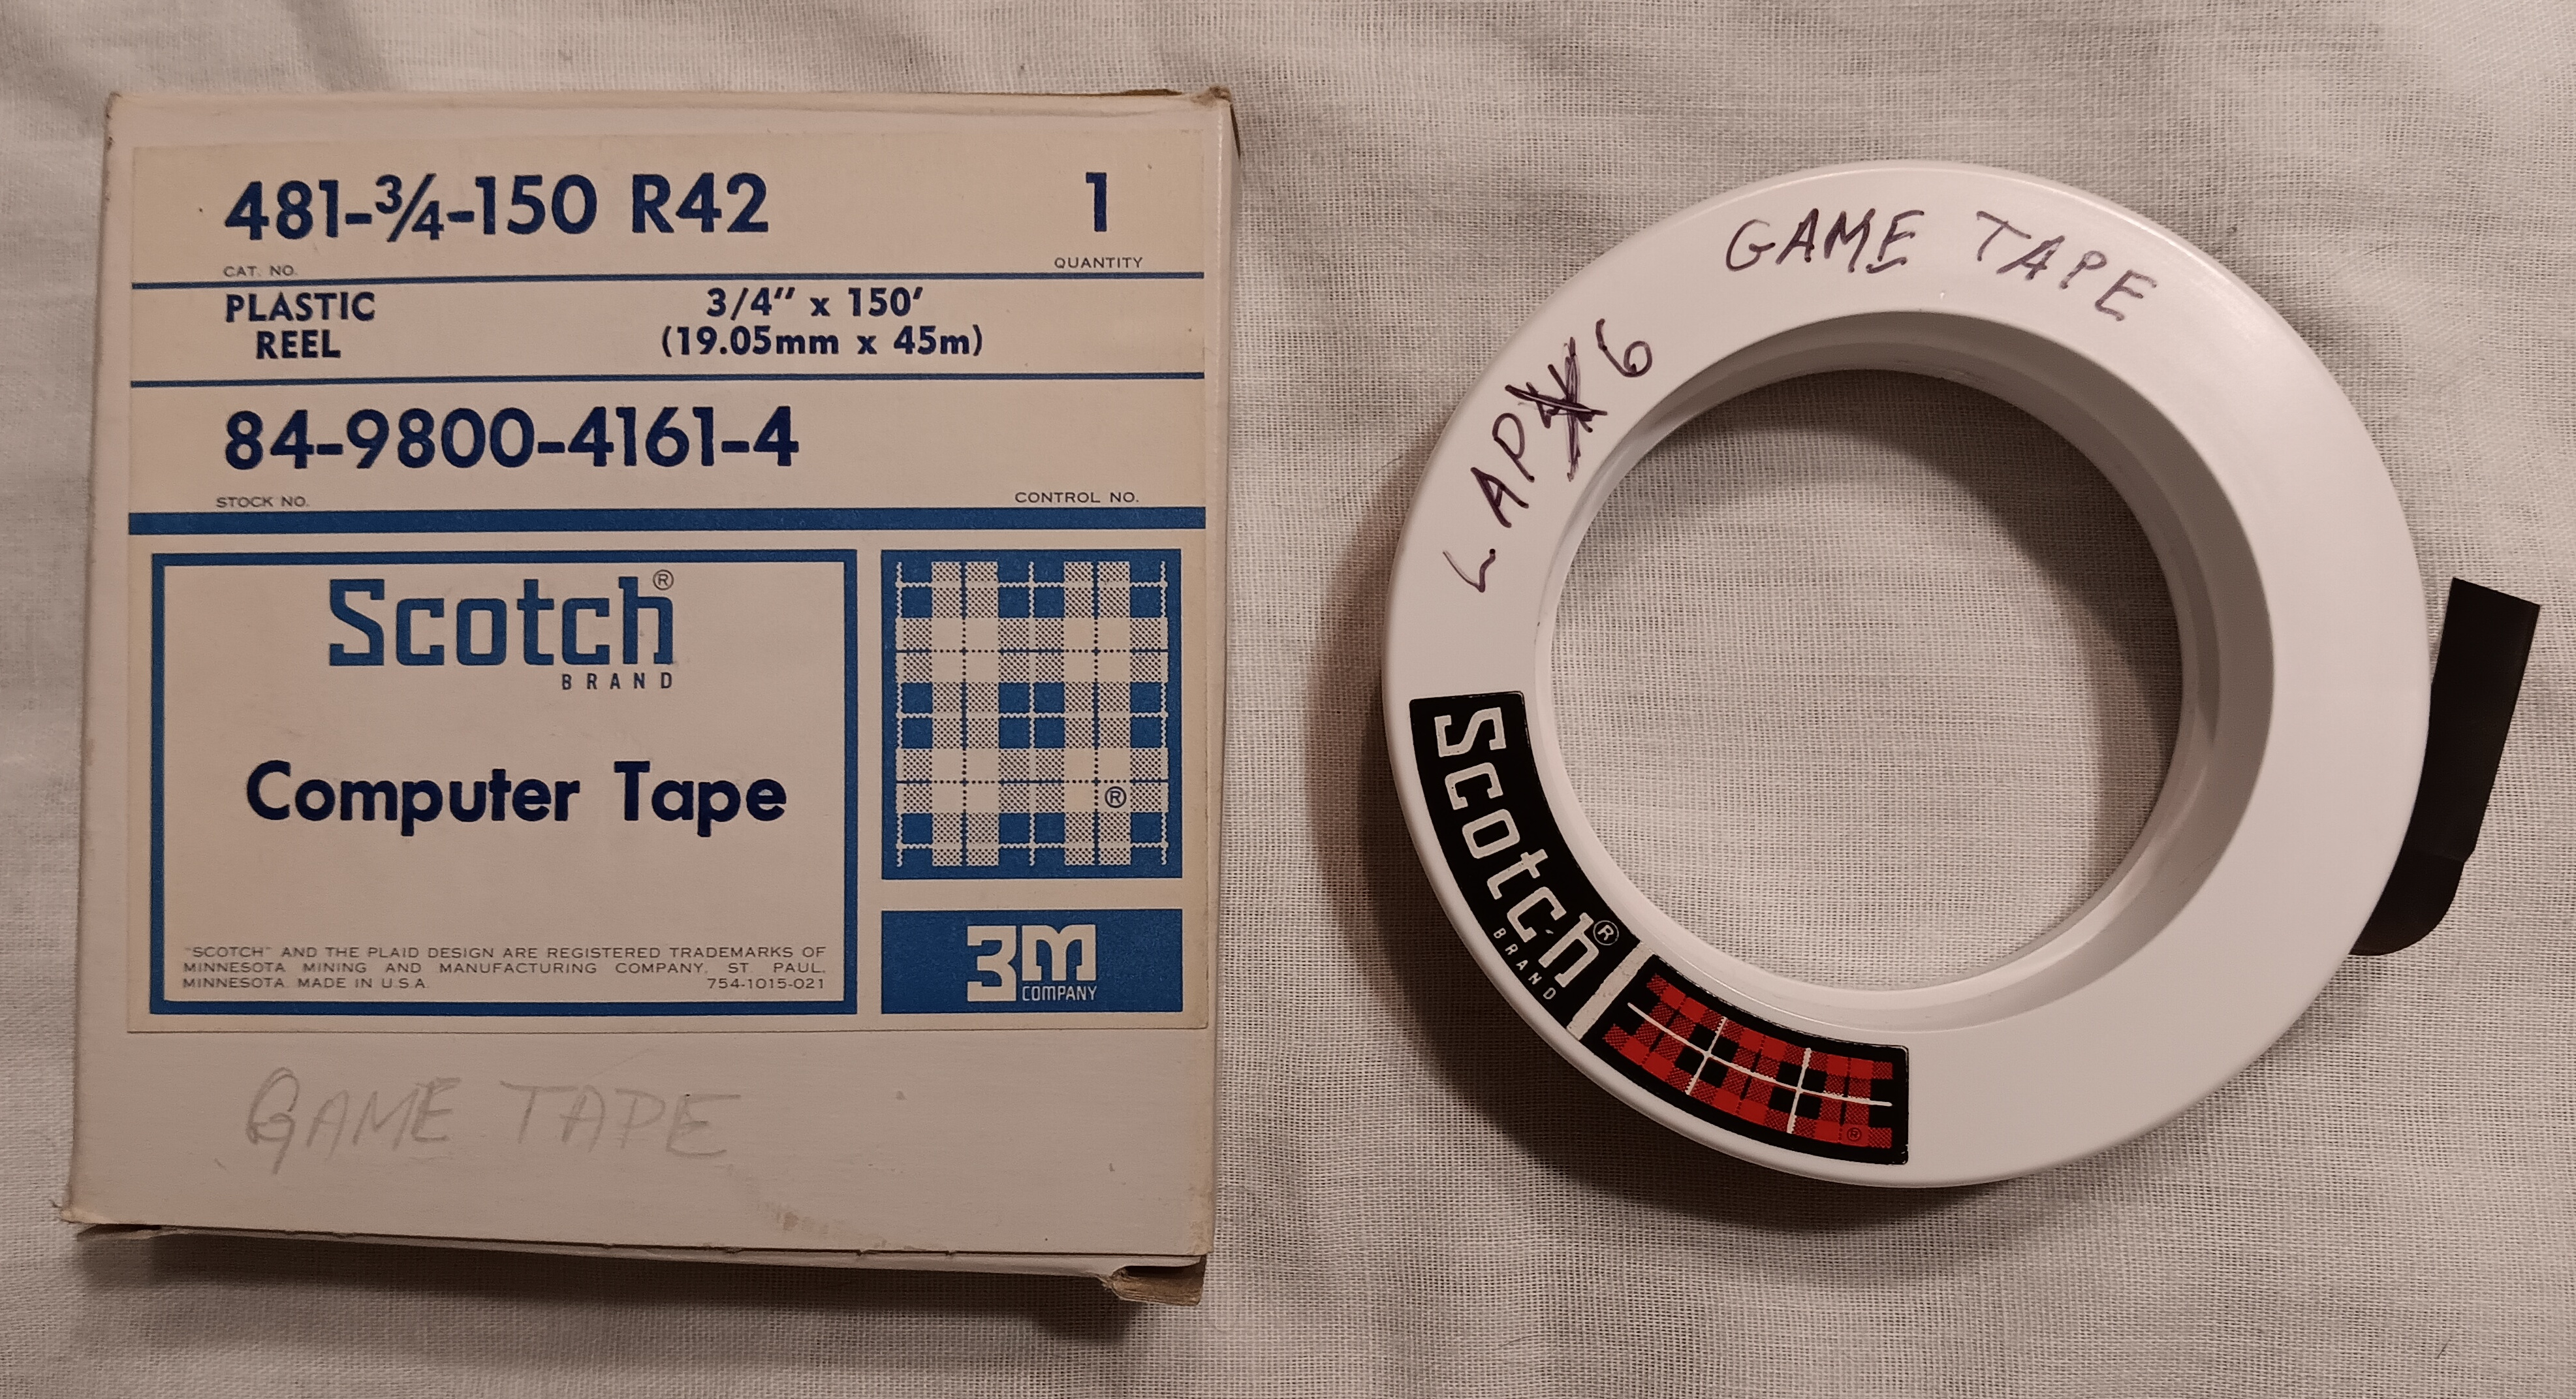 481-¾-150 R42
1
CAT. NO.
QUANTITY
PLASTIC
REEL
3/4" x 150'
(19.05mm x 45m)
84-9800-4161-4
STOCK NO.
CONTROL NO.
Scotch®
BRAND
Computer Tape
®
"SCOTCH" AND THE PLAID DESIGN ARE REGISTERED TRADEMARKS OF
MINNESOTA MINING AND MANUFACTURING COMPANY, ST. PAUL,
MINNESOTA. MADE IN U.S.A. 754-1015-021
3M
COMPANY
GAME TAPE
GAME TAPE
LAP 6
Scotch®
BRAND
®